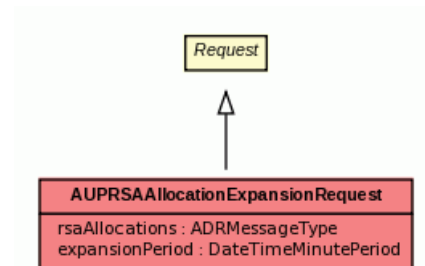 Request
AUPRSAAllocationExpansionRequest
rsaAllocations : ADRMessageType
expansionPeriod : DateTimeMinutePeriod